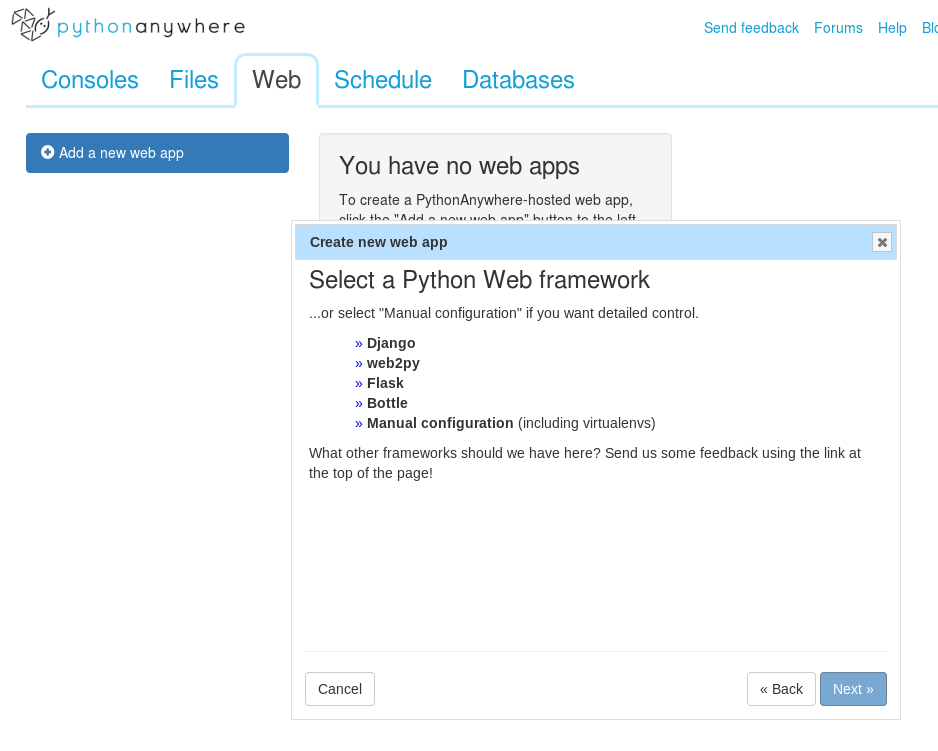 pythonanywhere
Send feedback Forums Help
Consoles Files Web Schedule Databases
Add a new web app
You have no web apps
To create a PythonAnywhere-hosted web app,
click the "Add a new web app" button to the left.
Create new web app
Select a Python Web framework
...or select "Manual configuration" if you want detailed control.
» Django
» web2py
» Flask
» Bottle
» Manual configuration (including virtualenvs)
What other frameworks should we have here? Send us some feedback using the link at
the top of the page!
Cancel
« Back
Next »